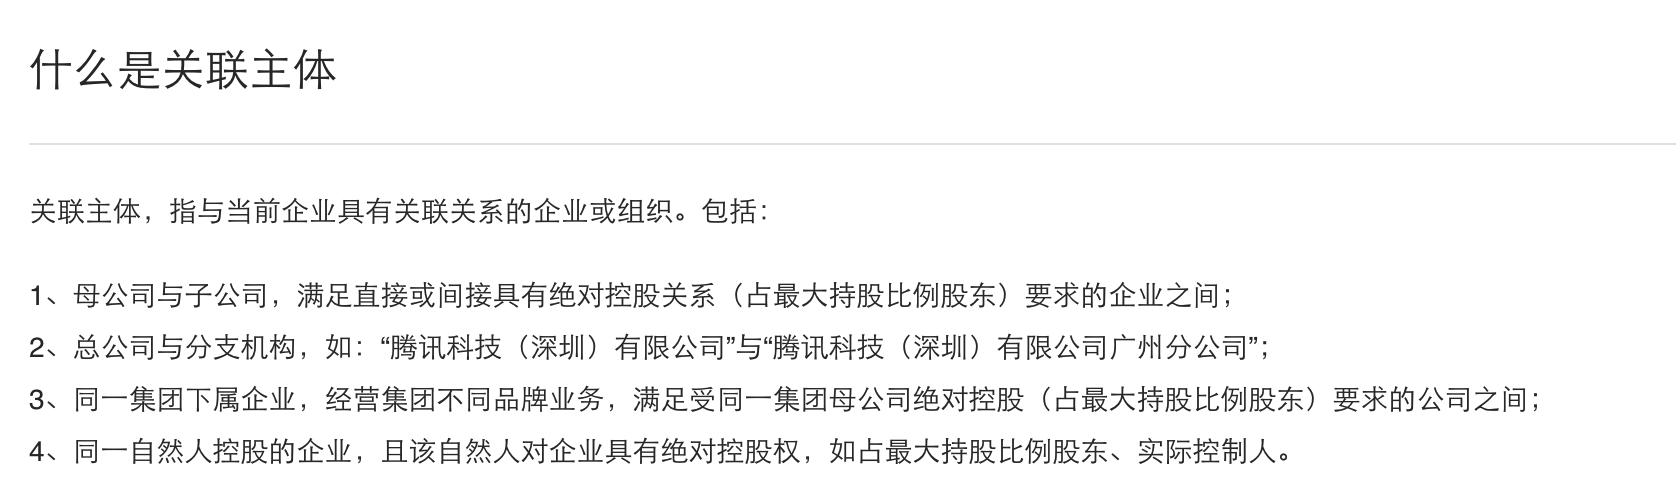 什么是关联主体
关联主体，指与当前企业具有关联关系的企业或组织。包括：
1、母公司与子公司，满足直接或间接具有绝对控股关系（占最大持股比例股东）要求的企业之间；
2、总公司与分支机构，如：“腾讯科技（深圳）有限公司”与“腾讯科技（深圳）有限公司广州分公司”；
3、同一集团下属企业，经营集团不同品牌业务，满足受同一集团母公司绝对控股（占最大持股比例股东）要求的公司之间；
4、同一自然人控股的企业，且该自然人对企业具有绝对控股权，如占最大持股比例股东、实际控制人。